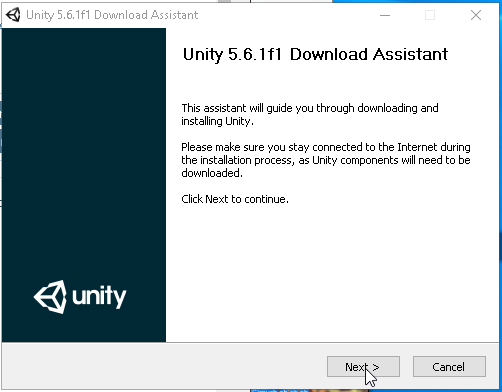 Unity 5.6.1f1 Download Assistant
Unity 5.6.1f1 Download Assistant
This assistant will guide you through downloading and
installing Unity.
Please make sure you stay connected to the Internet during
the installation process, as Unity components will need to be
downloaded.
Click Next to continue.
unity
Next >
Cancel